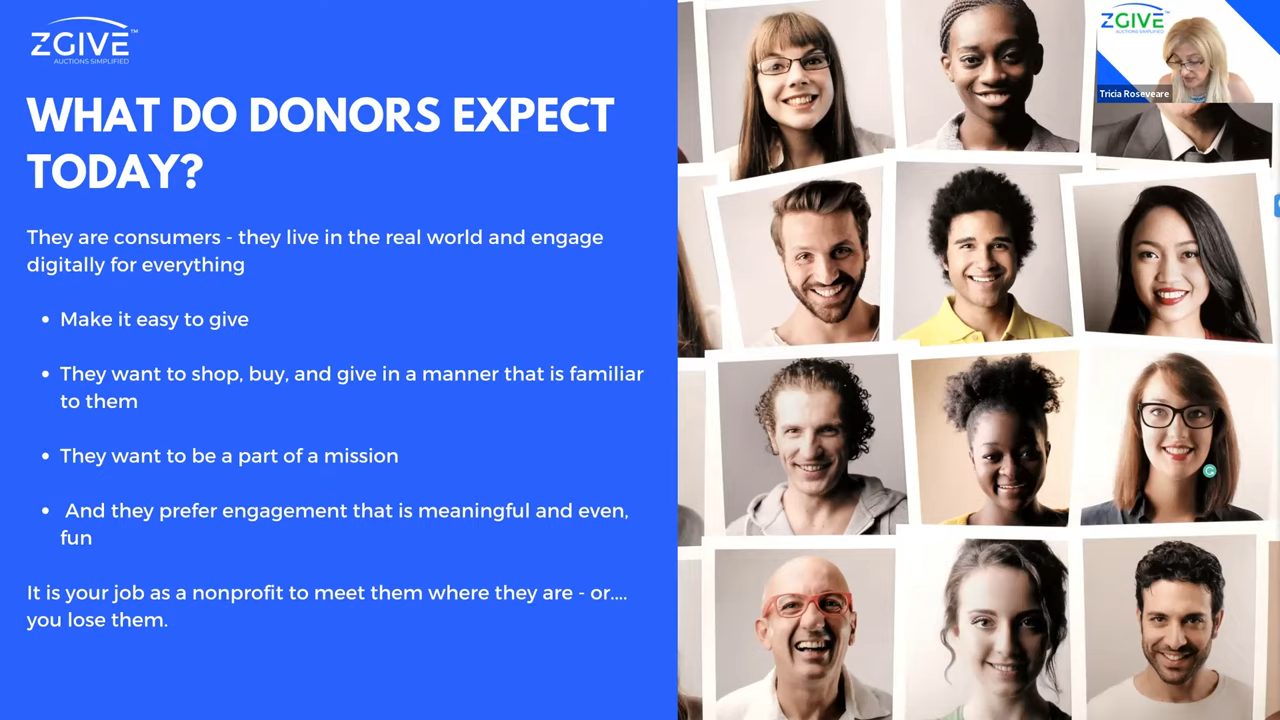 ZGIVE™
AUCTIONS SIMPLIFIED
WHAT DO DONORS EXPECT
TODAY?
They are consumers - they live in the real world and engage
digitally for everything
• Make it easy to give
• They want to shop, buy, and give in a manner that is familiar
to them
• They want to be a part of a mission
• And they prefer engagement that is meaningful and even,
fun
It is your job as a nonprofit to meet them where they are - or....
you lose them.
ZGIVE™
AUCTIONS SIMPLIFIED
Tricia Roseveare